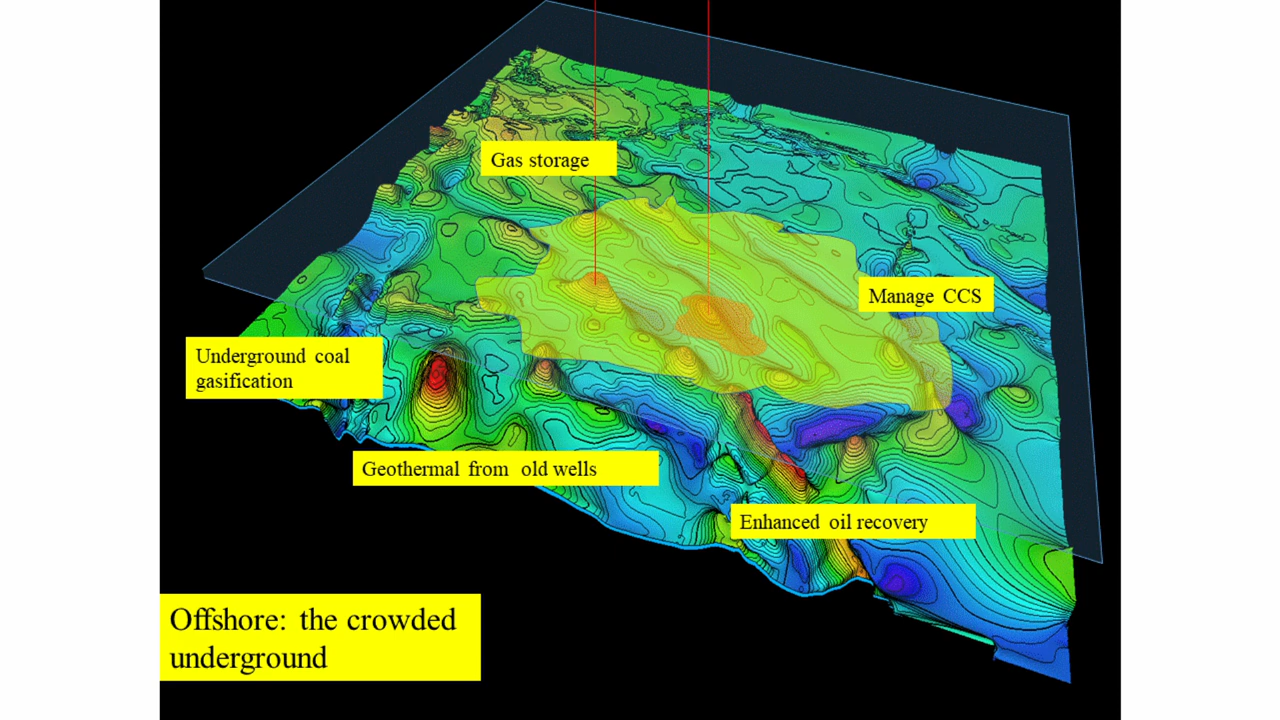 Gas storage
Manage CCS
Underground coal
gasification
Geothermal from old wells
Enhanced oil recovery
Offshore: the crowded
underground